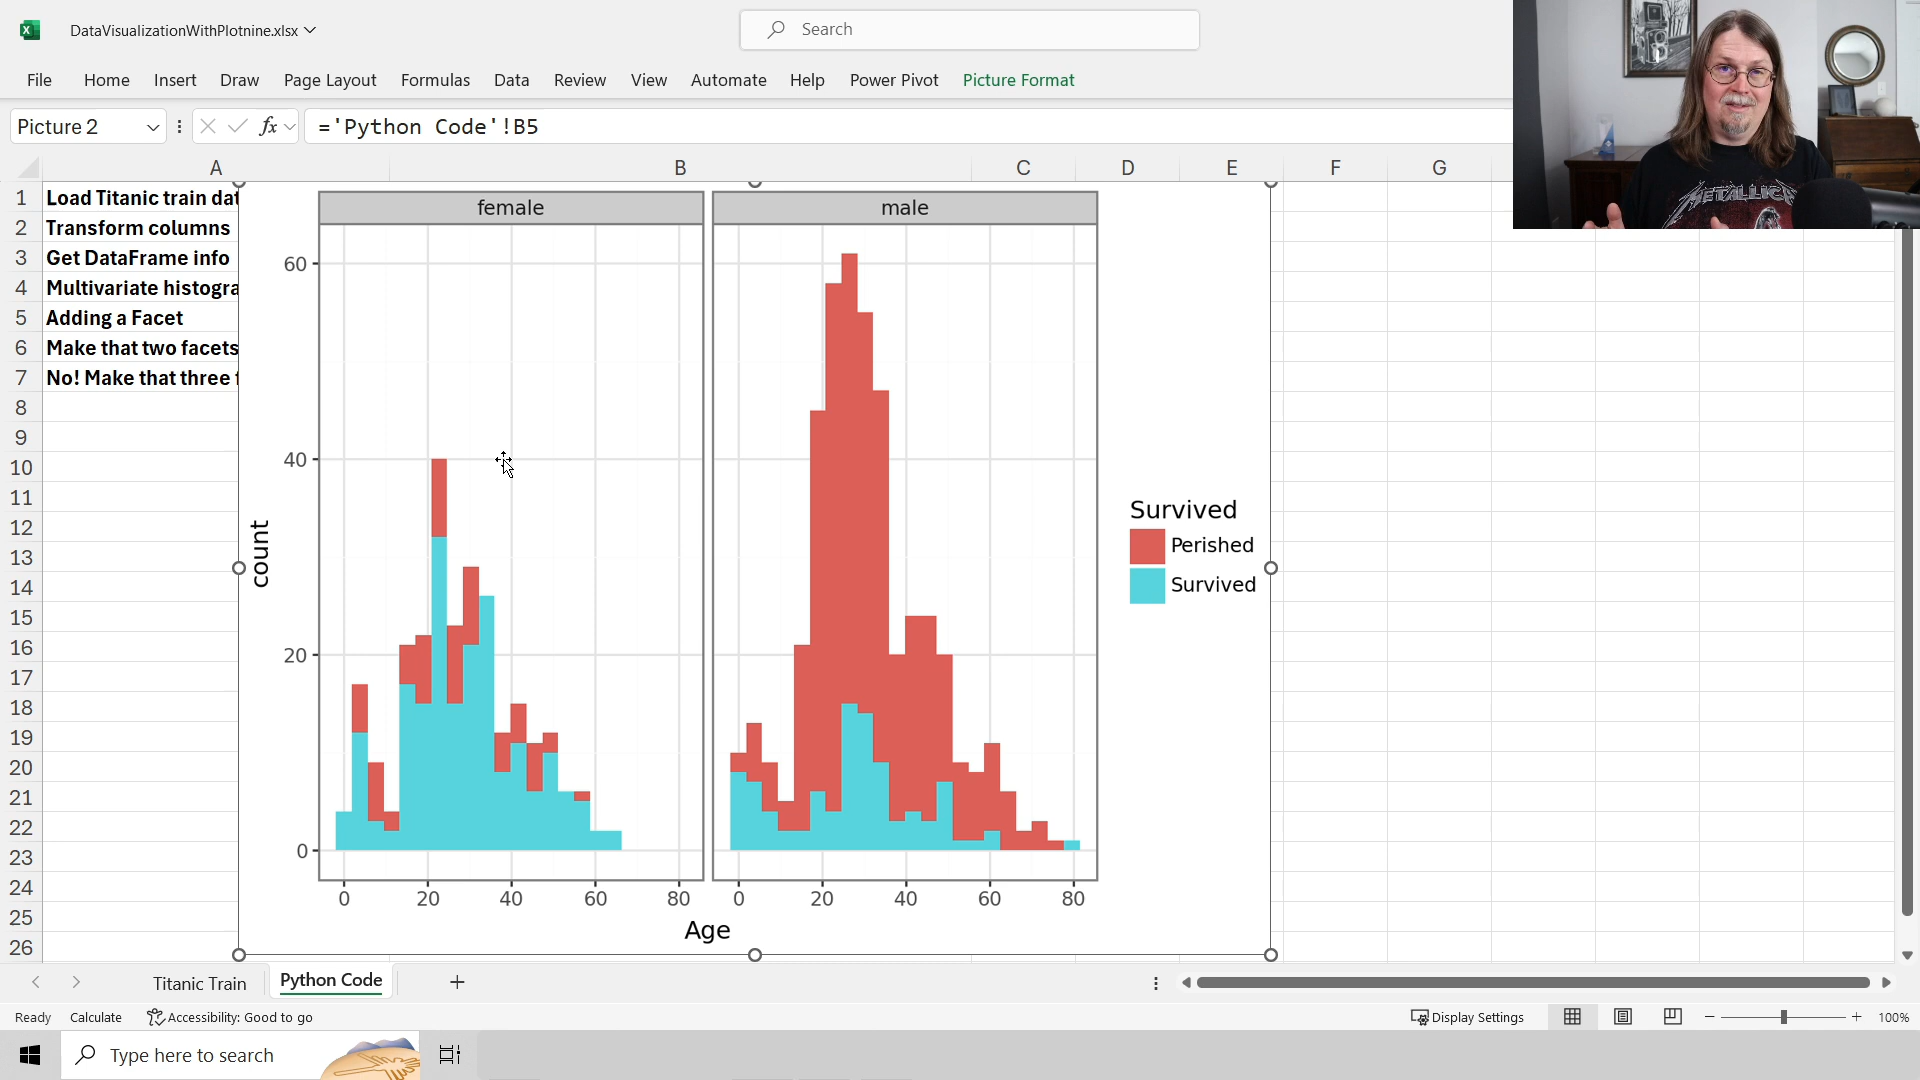 DataVisualizationWithPlotnine.xlsx
Search
File Home Insert Draw Page Layout Formulas Data Review View Automate Help Power Pivot Picture Format
Picture 2
fx
='Python Code'!B5
A B C D E F G
1 Load Titanic train dat
2 Transform columns
3 Get DataFrame info
4 Multivariate histogra
5 Adding a Facet
6 Make that two facets
7 No! Make that three f
8
9
10
11
12
13
14
15
16
17
18
19
20
21
22
23
24
25
26
female male
60
40
20
0
count
0 20 40 60 80 0 20 40 60 80
Age
Survived
Perished
Survived
METALLICA
Titanic Train Python Code
Ready Calculate Accessibility: Good to go Display Settings 100%
Type here to search